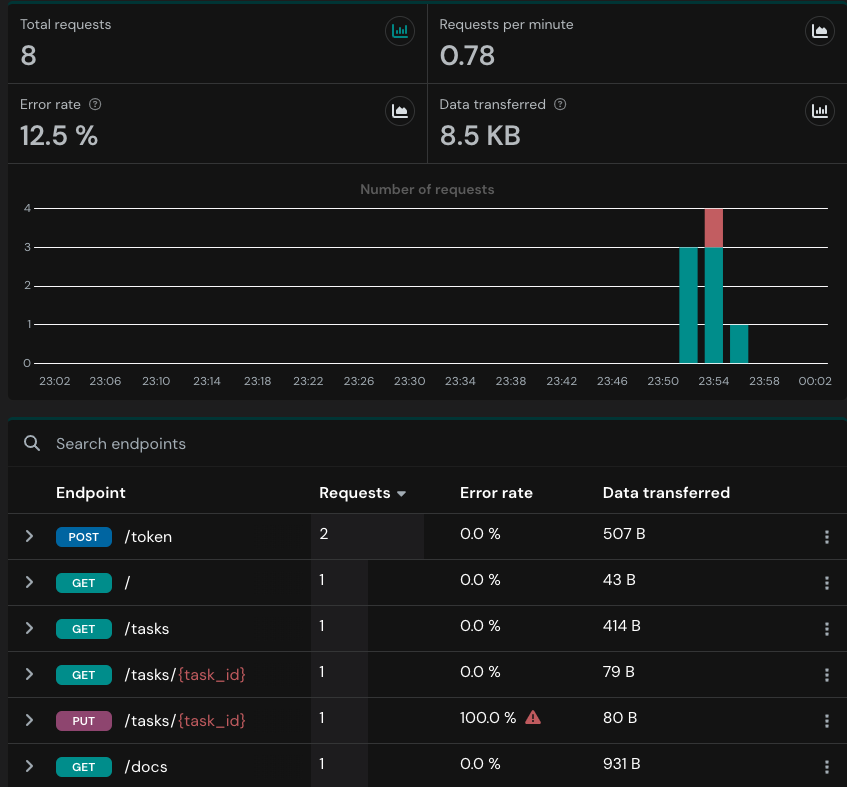 Total requests
8
Requests per minute
0.78
Error rate ?
12.5 %
Data transferred ?
8.5 KB
Number of requests
4
3
2
1
0
23:02 23:06 23:10 23:14 23:18 23:22 23:26 23:30 23:34 23:38 23:42 23:46 23:50 23:54 23:58 00:02
Search endpoints
Endpoint Requests Error rate Data transferred
POST /token 2 0.0 % 507 B
GET / 1 0.0 % 43 B
GET /tasks 1 0.0 % 414 B
GET /tasks/{task_id} 1 0.0 % 79 B
PUT /tasks/{task_id} 1 100.0 % 80 B
GET /docs 1 0.0 % 931 B